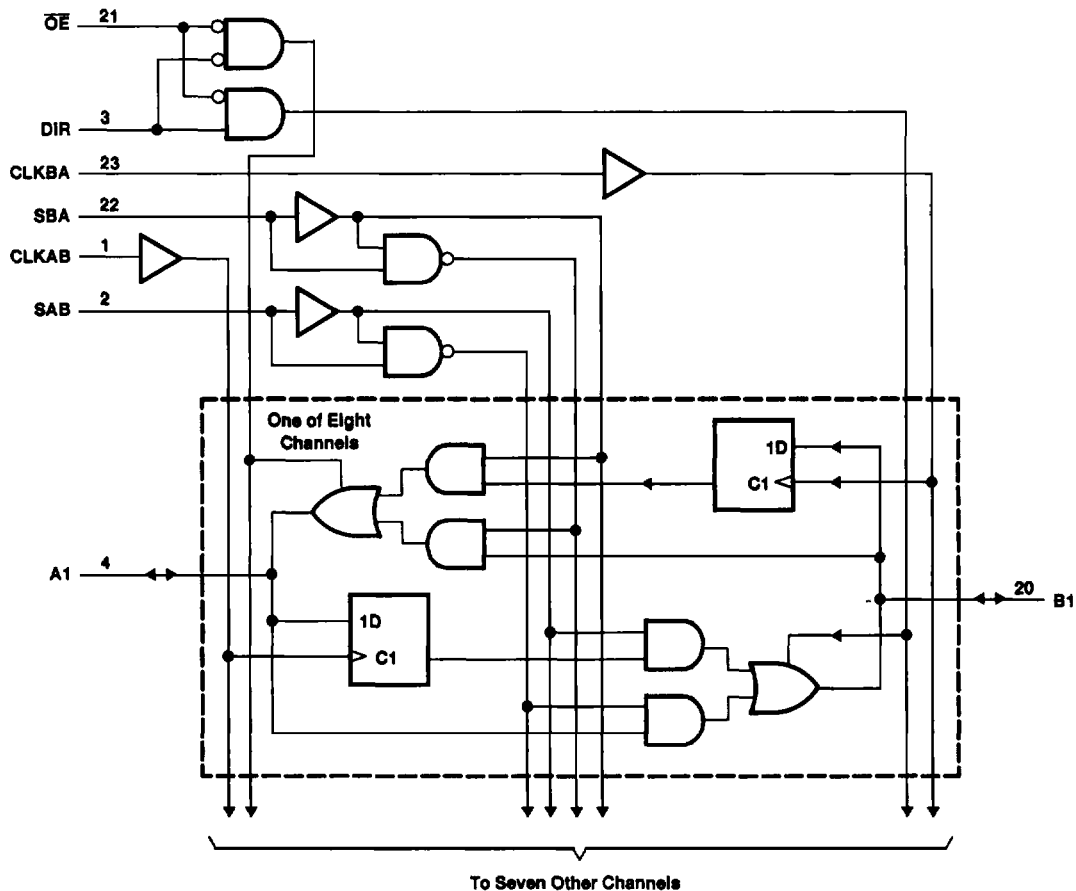 OE 21
DIR 3
CLKBA 23
SBA 22
CLKAB 1
SAB 2
One of Eight
Channels
1D
C1
A1 4
1D
C1
20 B1
To Seven Other Channels